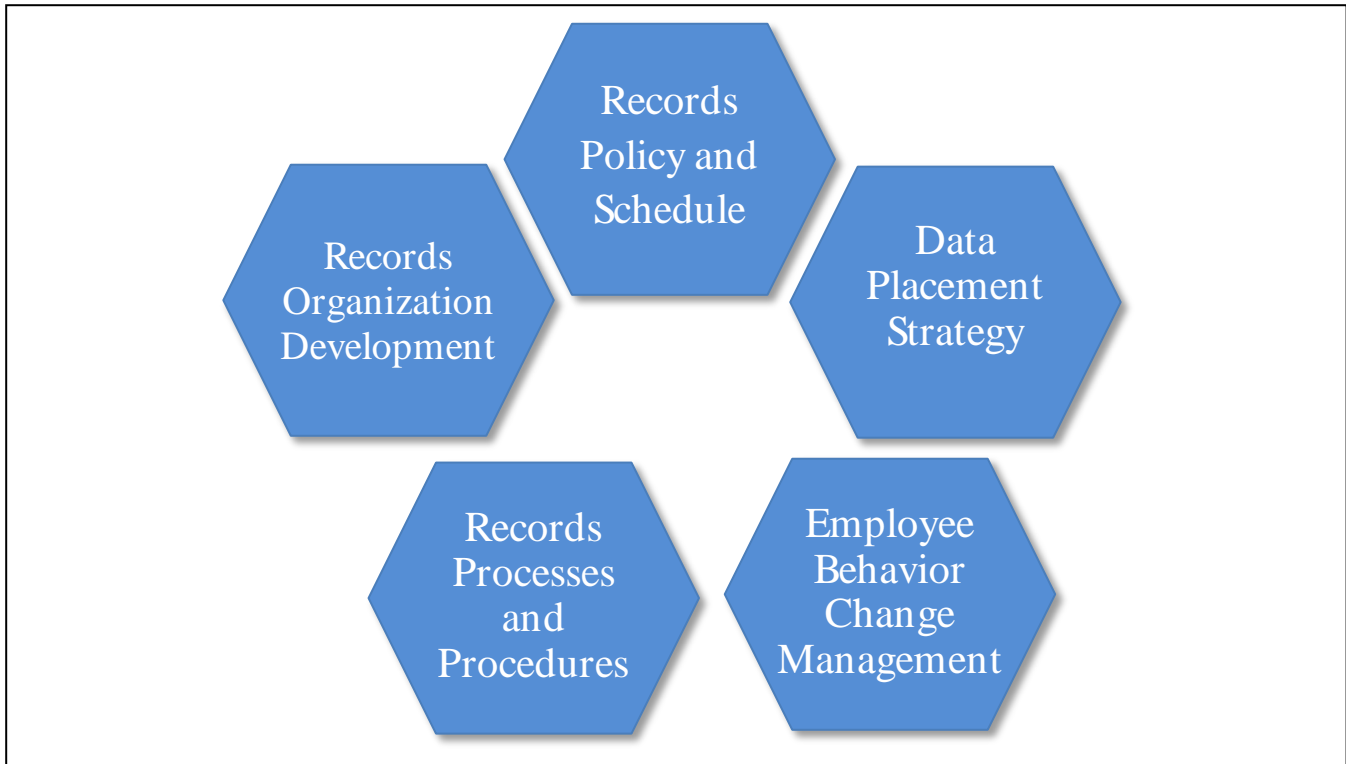 Records
Policy and
Schedule
Records
Organization
Development
Data
Placement
Strategy
Records
Processes
and
Procedures
Employee
Behavior
Change
Management